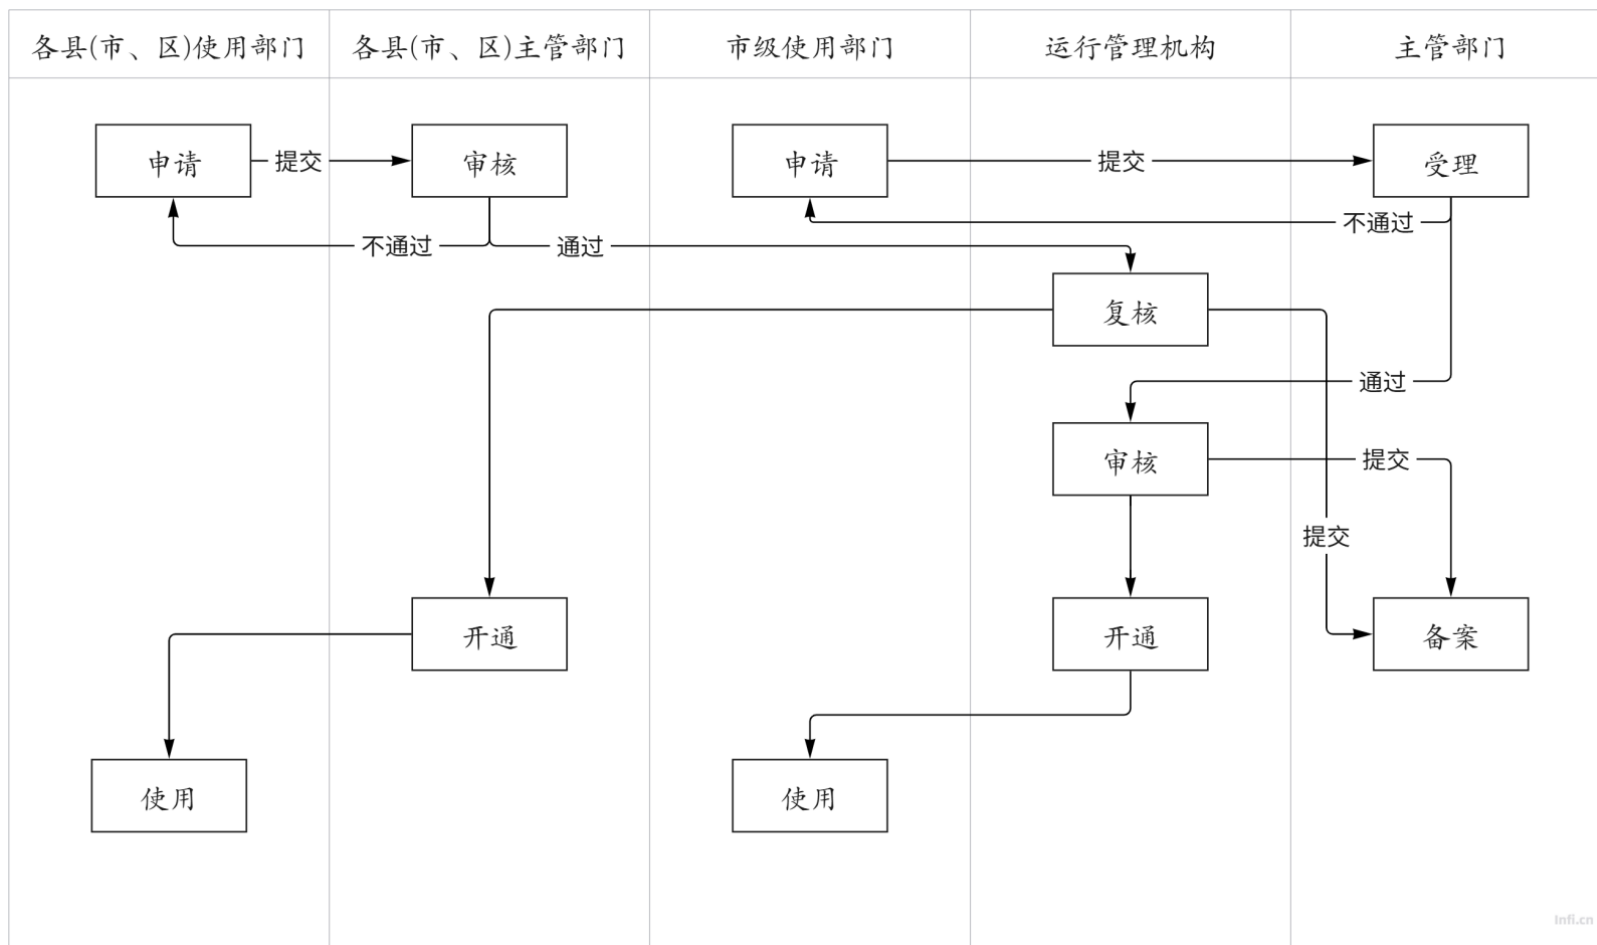 各县(市、区)使用部门
各县(市、区)主管部门
市级使用部门
运行管理机构
主管部门
申请
提交
审核
申请
提交
受理
不通过
不通过
通过
复核
通过
审核
提交
提交
开通
开通
备案
使用
使用
Infi.cn